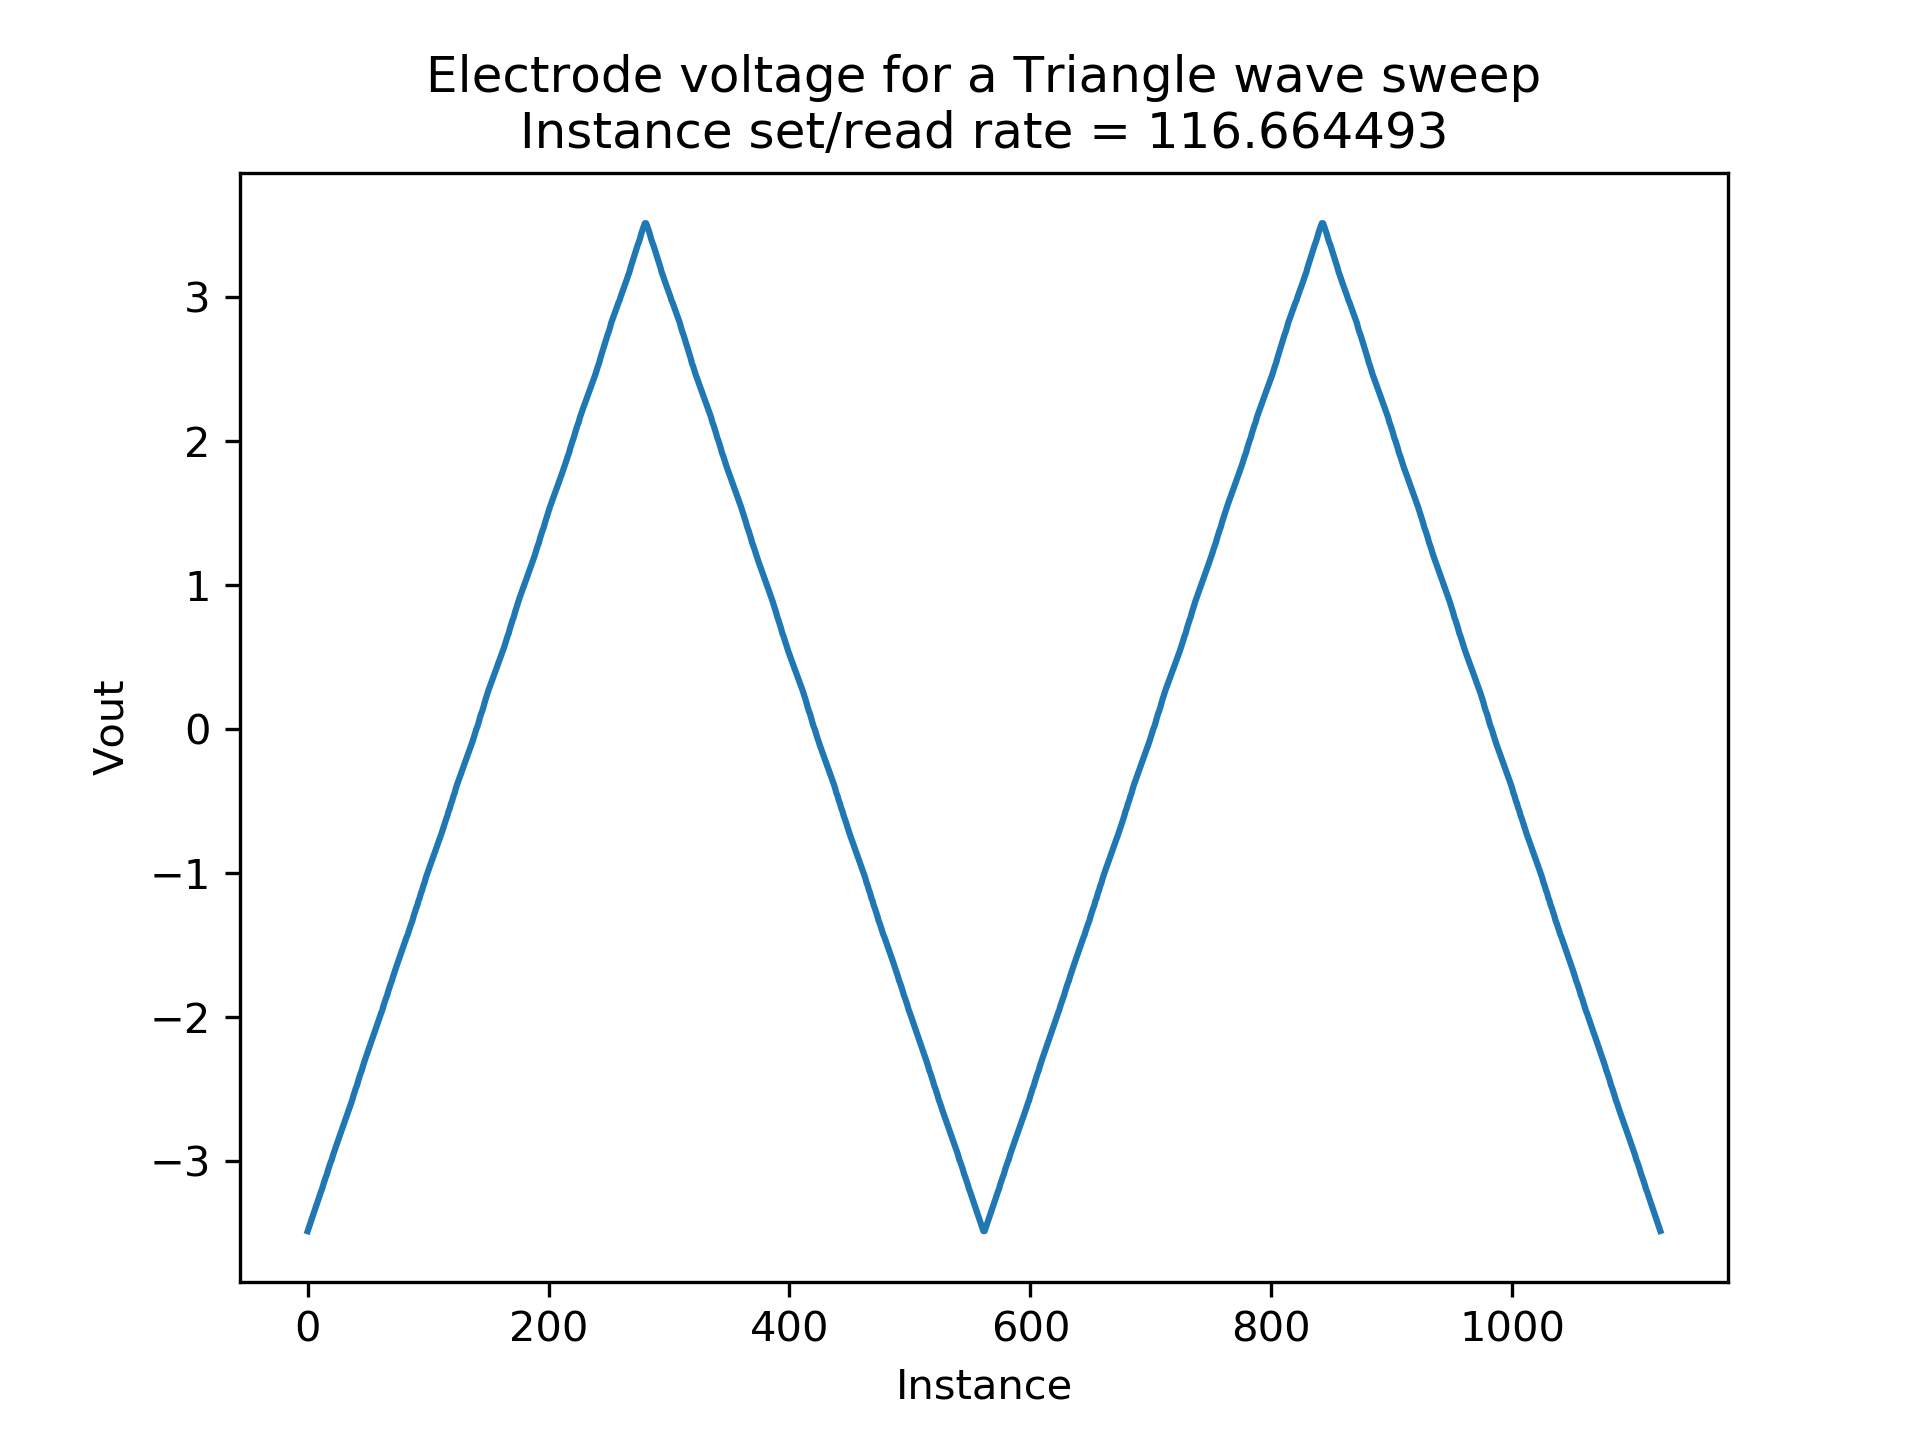 Electrode voltage for a Triangle wave sweep
Instance set/read rate = 116.664493
3
2
1
0
−1
−2
−3
Vout
0 200 400 600 800 1000
Instance